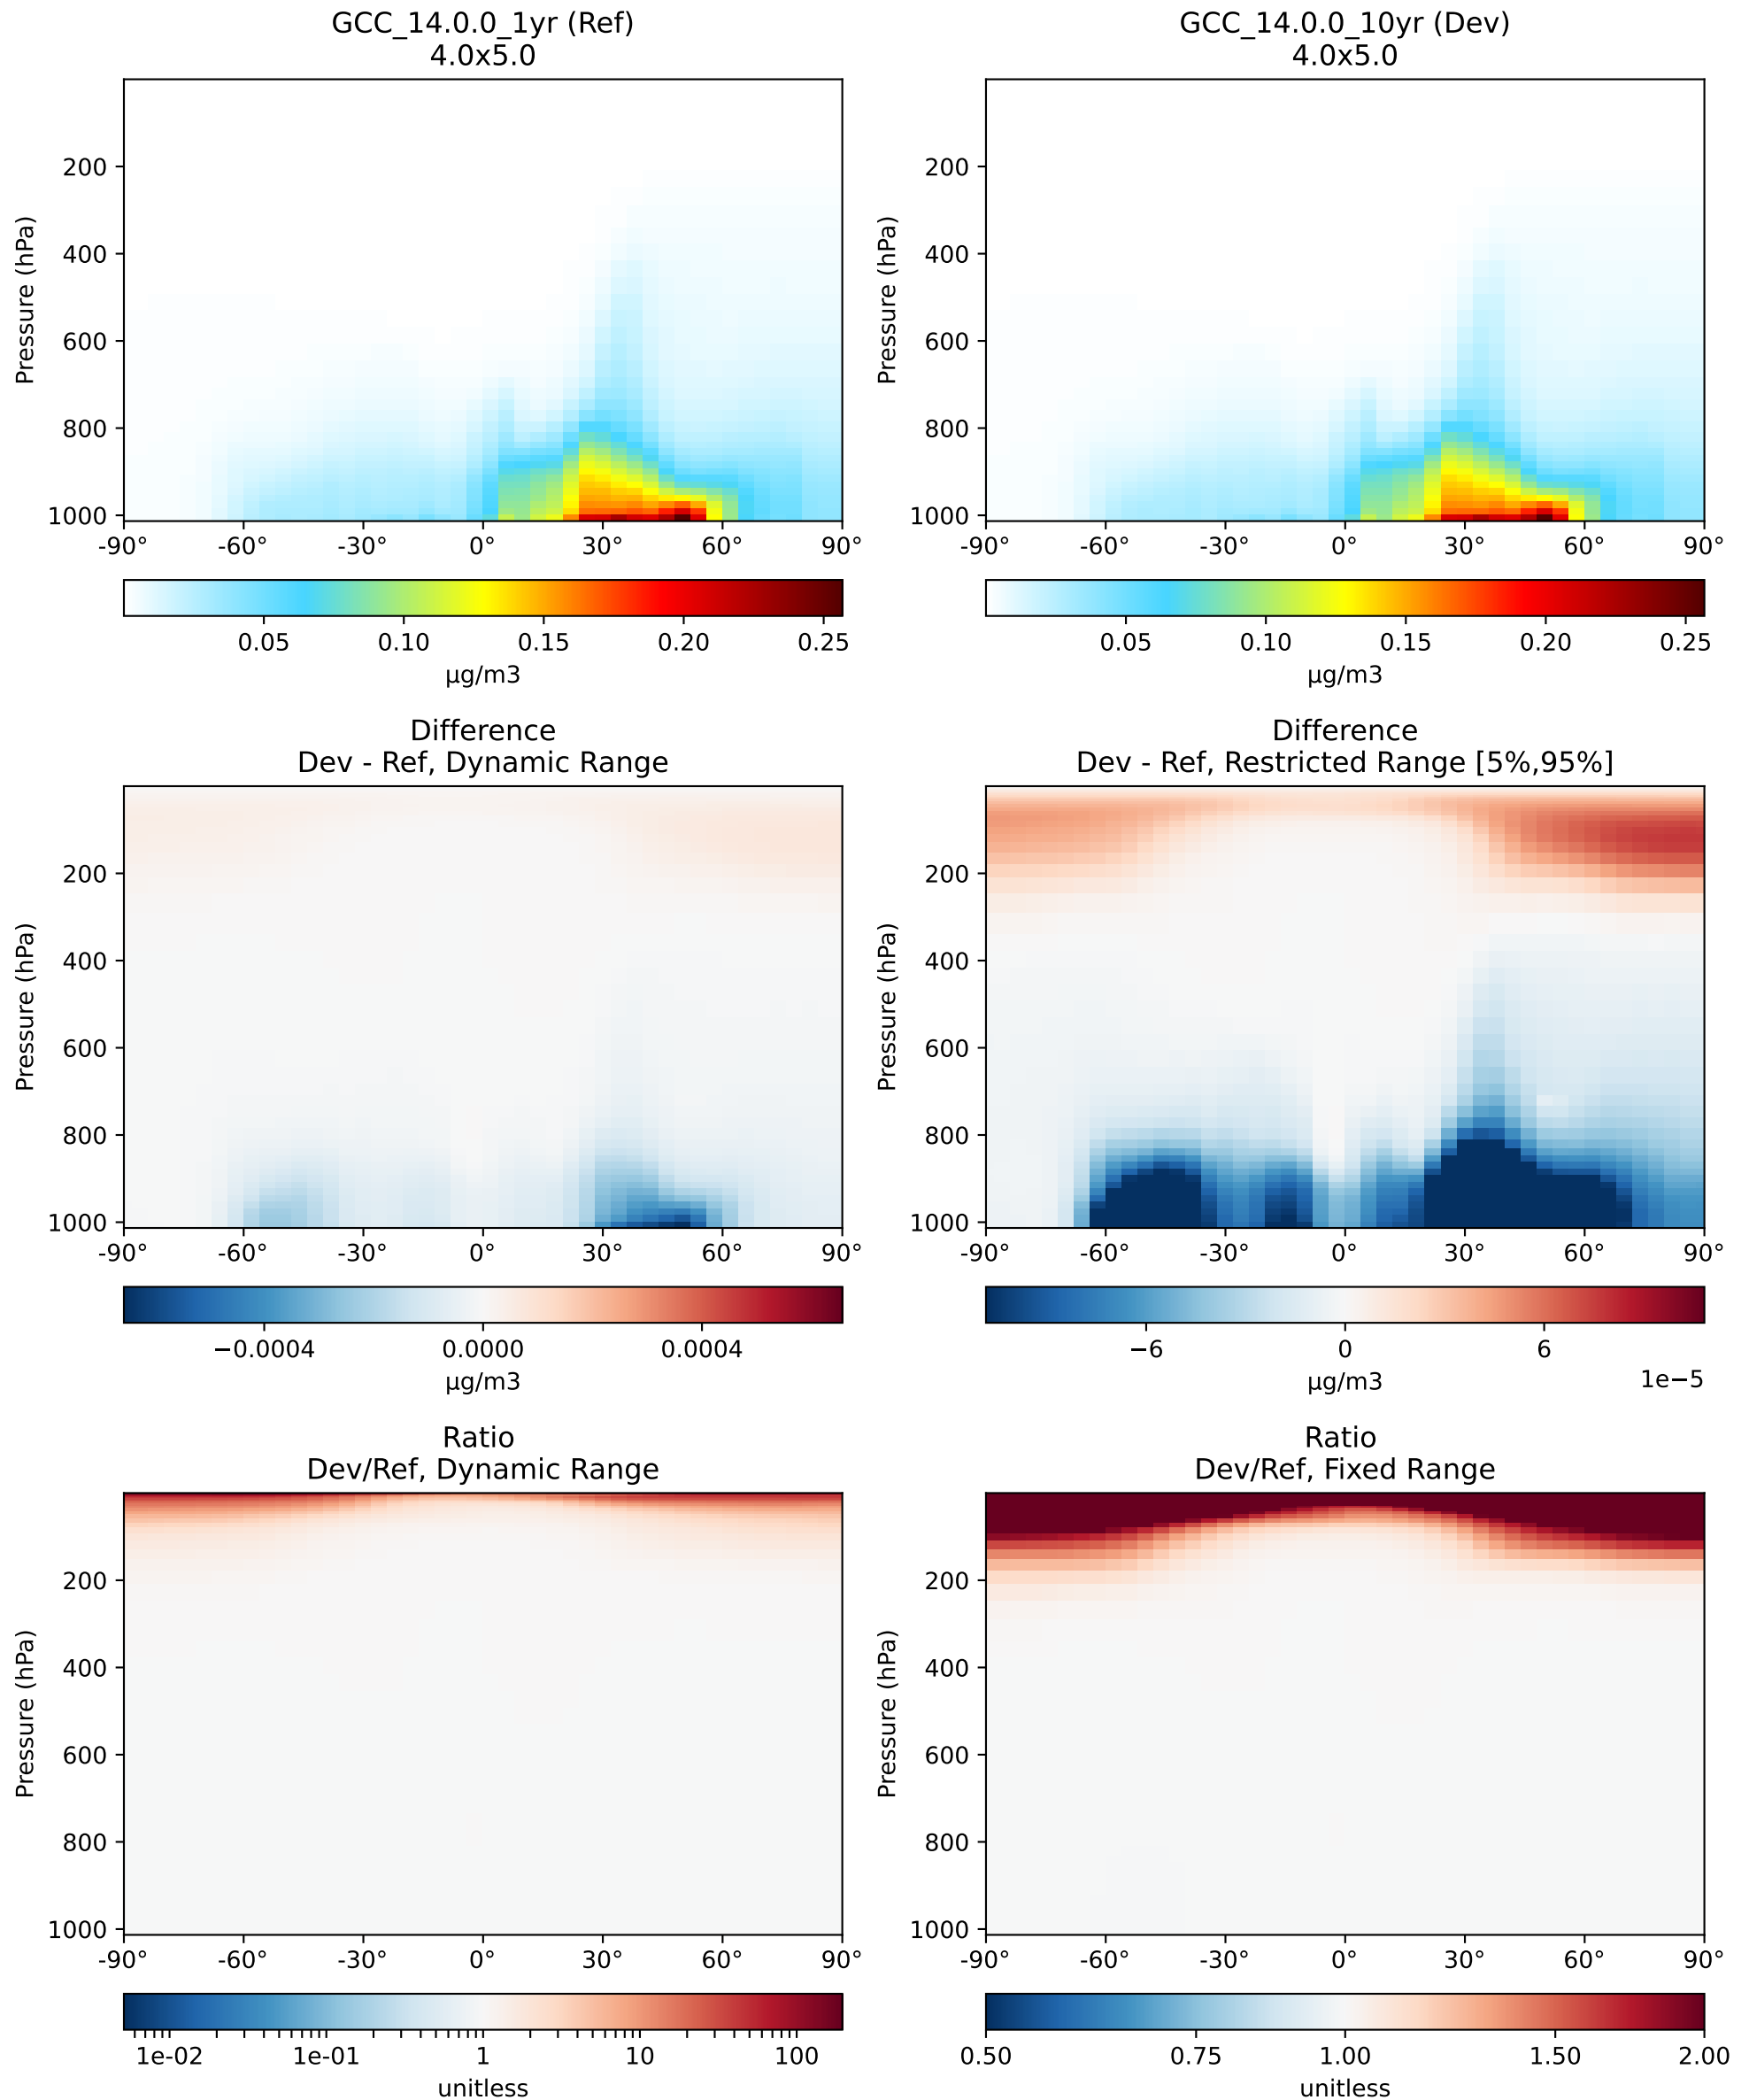 GCC_14.0.0_1yr (Ref)
4.0x5.0
GCC_14.0.0_10yr (Dev)
4.0x5.0
Pressure (hPa)
200
400
600
800
1000
-90° -60° -30° 0° 30° 60° 90°
0.05 0.10 0.15 0.20 0.25
µg/m3
Pressure (hPa)
200
400
600
800
1000
-90° -60° -30° 0° 30° 60° 90°
0.05 0.10 0.15 0.20 0.25
µg/m3
Difference
Dev - Ref, Dynamic Range
Pressure (hPa)
200
400
600
800
1000
-90° -60° -30° 0° 30° 60° 90°
−0.0004 0.0000 0.0004
µg/m3
Difference
Dev - Ref, Restricted Range [5%,95%]
Pressure (hPa)
200
400
600
800
1000
-90° -60° -30° 0° 30° 60° 90°
−6 0 6
µg/m3
1e−5
Ratio
Dev/Ref, Dynamic Range
Pressure (hPa)
200
400
600
800
1000
-90° -60° -30° 0° 30° 60° 90°
1e-02 1e-01 1 10 100
unitless
Ratio
Dev/Ref, Fixed Range
Pressure (hPa)
200
400
600
800
1000
-90° -60° -30° 0° 30° 60° 90°
0.50 0.75 1.00 1.50 2.00
unitless